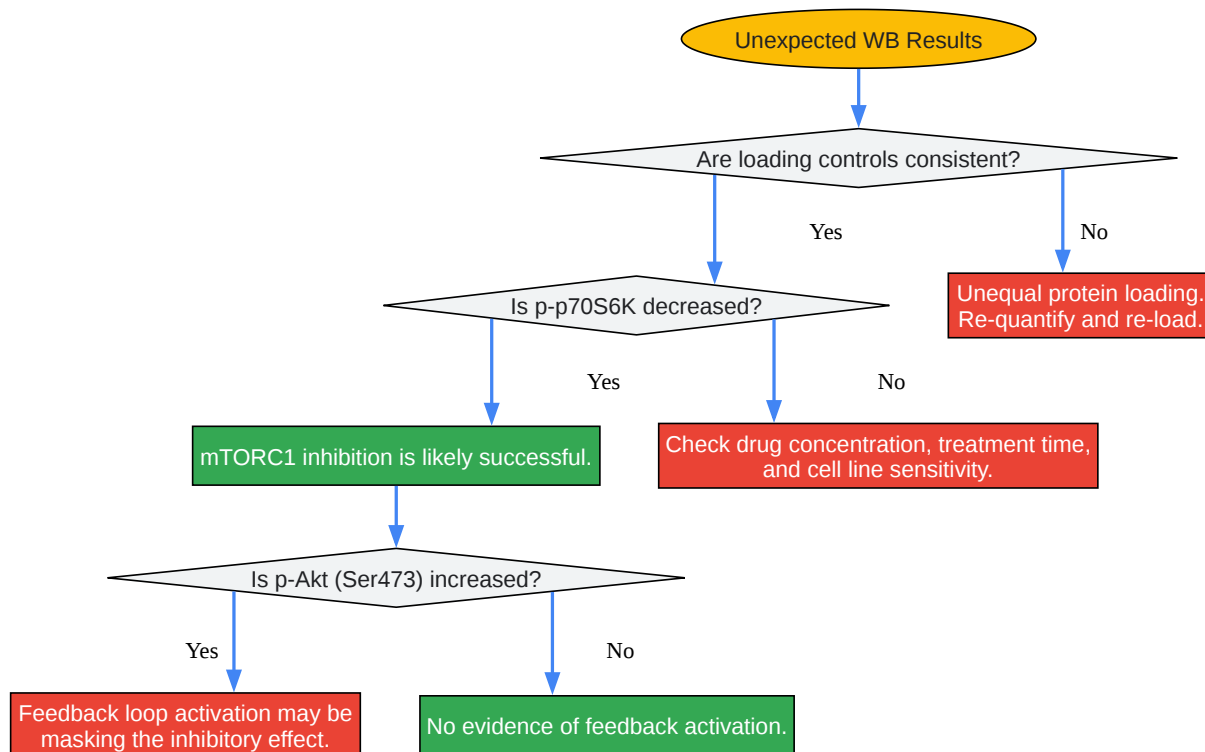 Unexpected WB Results
Are loading controls consistent?
Yes
No
Is p-p70S6K decreased?
Unequal protein loading.
Re-quantify and re-load.
Yes
No
mTORC1 inhibition is likely successful.
Check drug concentration, treatment time,
and cell line sensitivity.
Is p-Akt (Ser473) increased?
Yes
No
Feedback loop activation may be
masking the inhibitory effect.
No evidence of feedback activation.